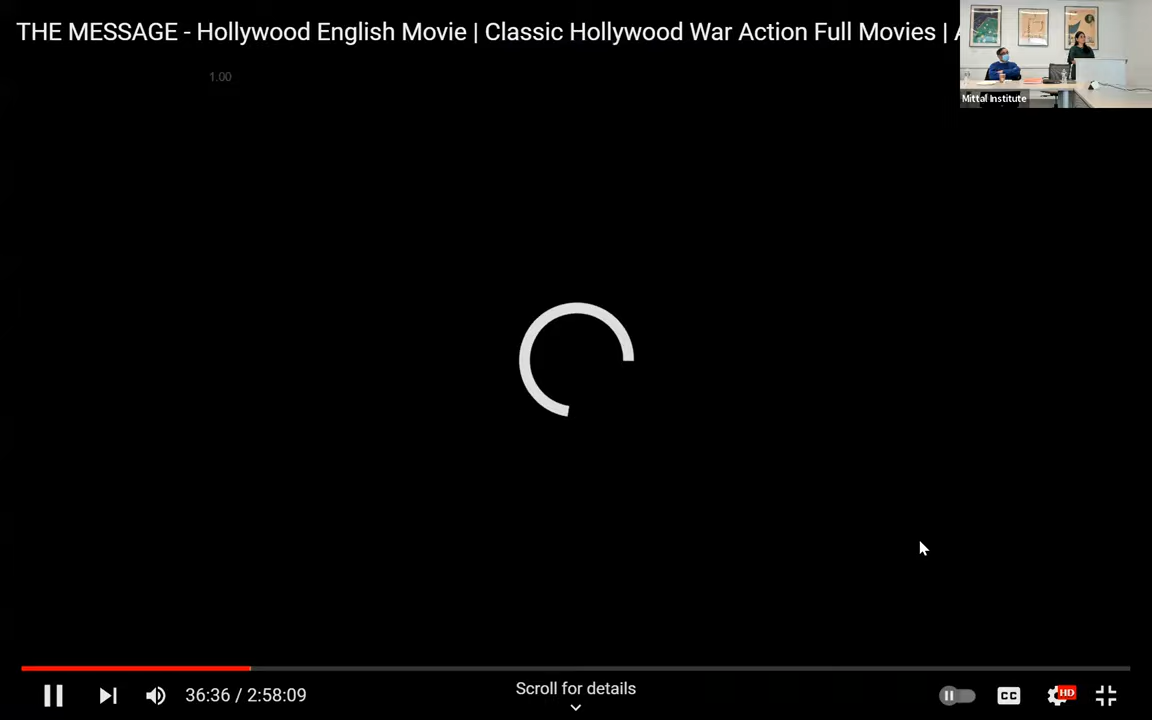 THE MESSAGE - Hollywood English Movie | Classic Hollywood War Action Full Movies |
1.00
Mittal Institute
36:36 / 2:58:09
Scroll for details
CC
HD